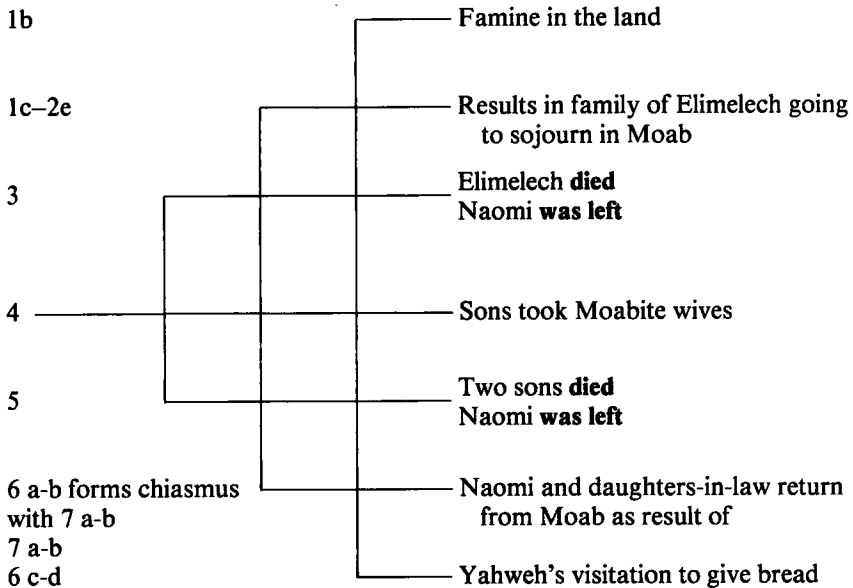 1b Famine in the land
1c–2e Results in family of Elimelech going
to sojourn in Moab
3 Elimelech died
Naomi was left
4 Sons took Moabite wives
5 Two sons died
Naomi was left
6 a-b forms chiasmus Naomi and daughters-in-law return
with 7 a-b from Moab as result of
7 a-b
6 c-d Yahweh's visitation to give bread